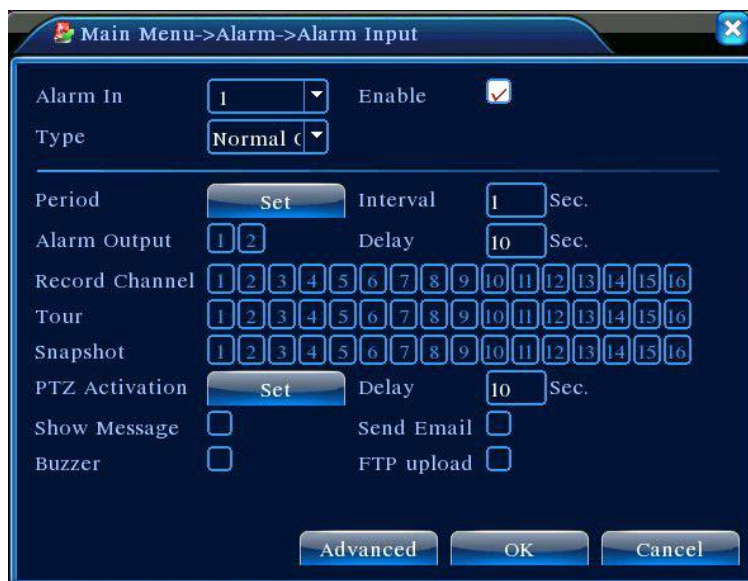 Main Menu->Alarm->Alarm Input
Alarm In 1 Enable
Type Normal
Period Set Interval 1 Sec.
Alarm Output 1 2 Delay 10 Sec.
Record Channel 1 2 3 4 5 6 7 8 9 10 11 12 13 14 15 16
Tour 1 2 3 4 5 6 7 8 9 10 11 12 13 14 15 16
Snapshot 1 2 3 4 5 6 7 8 9 10 11 12 13 14 15 16
PTZ Activation Set Delay 10 Sec.
Show Message Send Email
Buzzer FTP upload
Advanced OK Cancel